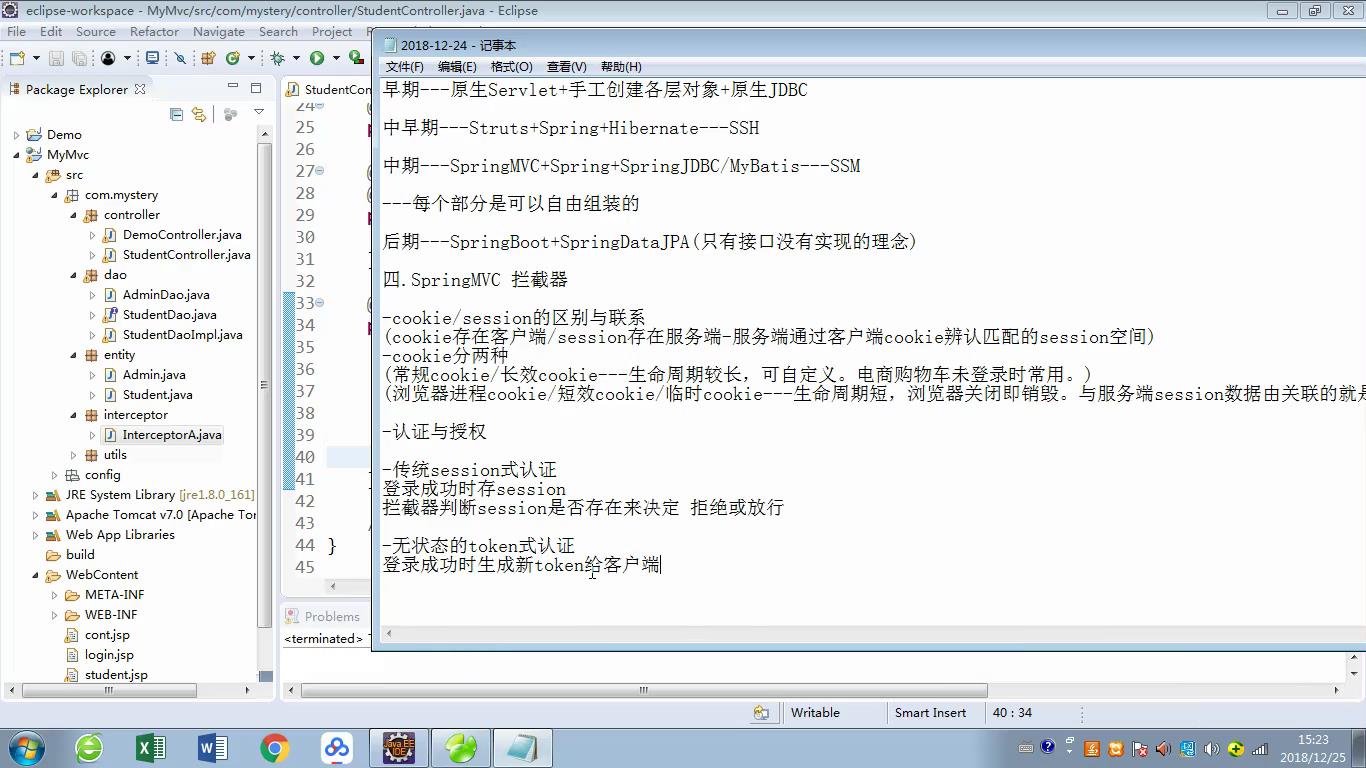 eclipse-workspace - MyMvc/src/com/mystery/controller/StudentController.java - Eclipse
File Edit Source Refactor Navigate Search Project
Package Explorer
Demo
MyMvc
src
com.mystery
controller
DemoController.java
StudentController.java
dao
AdminDao.java
StudentDao.java
StudentDaoImpl.java
entity
Admin.java
Student.java
interceptor
InterceptorA.java
utils
config
JRE System Library [jre1.8.0_161]
Apache Tomcat v7.0 [Apache Tor
Web App Libraries
build
WebContent
META-INF
WEB-INF
cont.jsp
login.jsp
student.jsp
StudentCon
24
25
26
27
28
29
30
31
32
33
34
35
36
37
38
39
40
41
42
43
44 }
45
Problems
<terminated>
2018-12-24 - 记事本
文件(F) 编辑(E) 格式(O) 查看(V) 帮助(H)
早期---原生Servlet+手工创建各层对象+原生JDBC
中早期---Struts+Spring+Hibernate---SSH
中期---SpringMVC+Spring+SpringJDBC/MyBatis---SSM
---每个部分是可以自由组装的
后期---SpringBoot+SpringDataJPA(只有接口没有实现的理念)
四.SpringMVC 拦截器
-cookie/session的区别与联系
(cookie存在客户端/session存在服务端-服务端通过客户端cookie辨认匹配的session空间)
-cookie分两种
(常规cookie/长效cookie---生命周期较长，可自定义。电商购物车未登录时常用。)
(浏览器进程cookie/短效cookie/临时cookie---生命周期短，浏览器关闭即销毁。与服务端session数据由关联的就是
-认证与授权
-传统session式认证
登录成功时存session
拦截器判断session是否存在来决定 拒绝或放行
-无状态的token式认证
登录成功时生成新token给客户端
Writable Smart Insert 40 : 34
Java EE IDE
15:23
2018/12/25